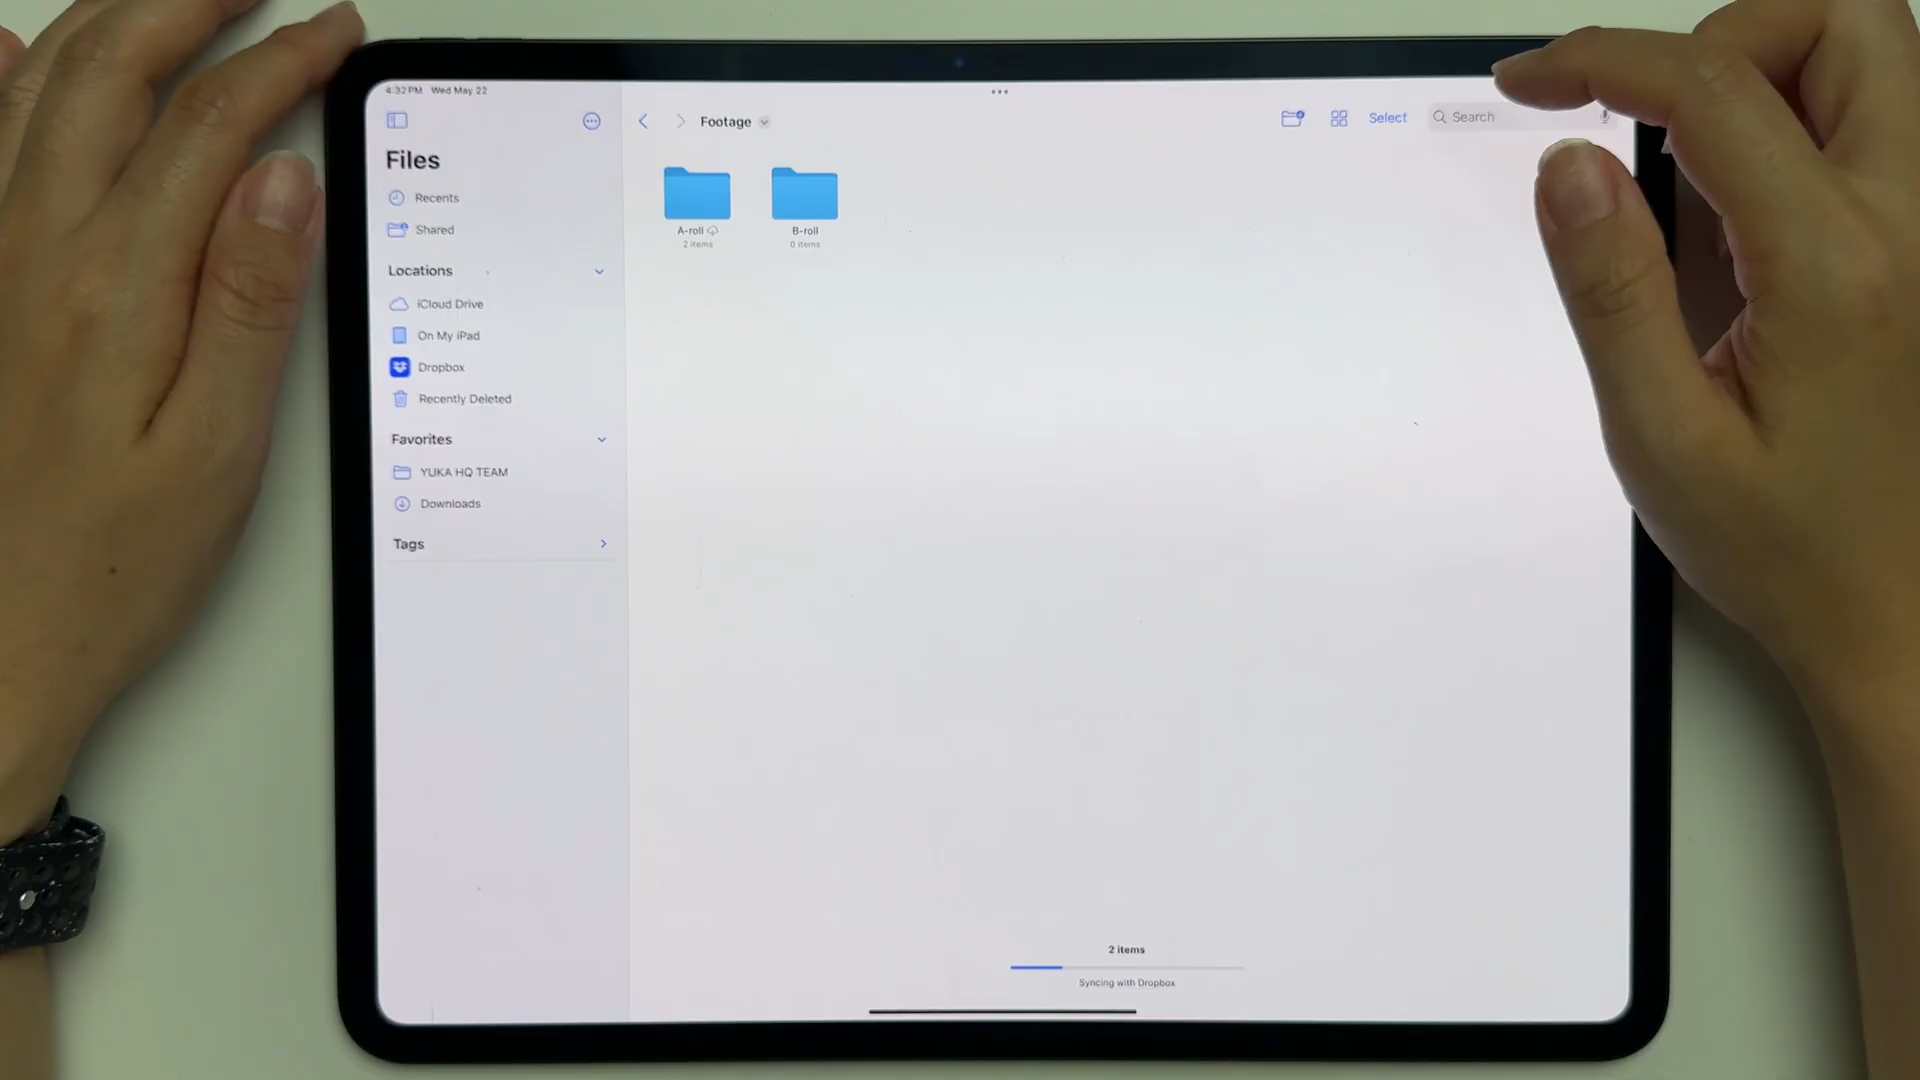 4:32 PM Wed May 22
Files
Recents
Shared
Locations
iCloud Drive
On My iPad
Dropbox
Recently Deleted
Favorites
YUKA HQ TEAM
Downloads
Tags
Footage
Select
Search
A-roll
2 items
B-roll
0 items
2 items
Syncing with Dropbox